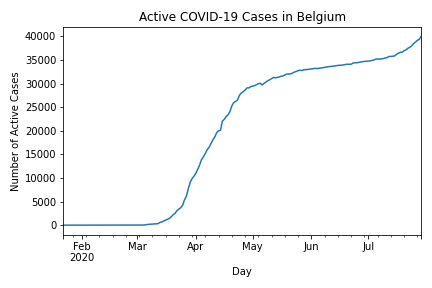 Active COVID-19 Cases in Belgium
40000
35000
30000
25000
20000
15000
10000
5000
0
Number of Active Cases
Feb Mar Apr May Jun Jul
2020
Day